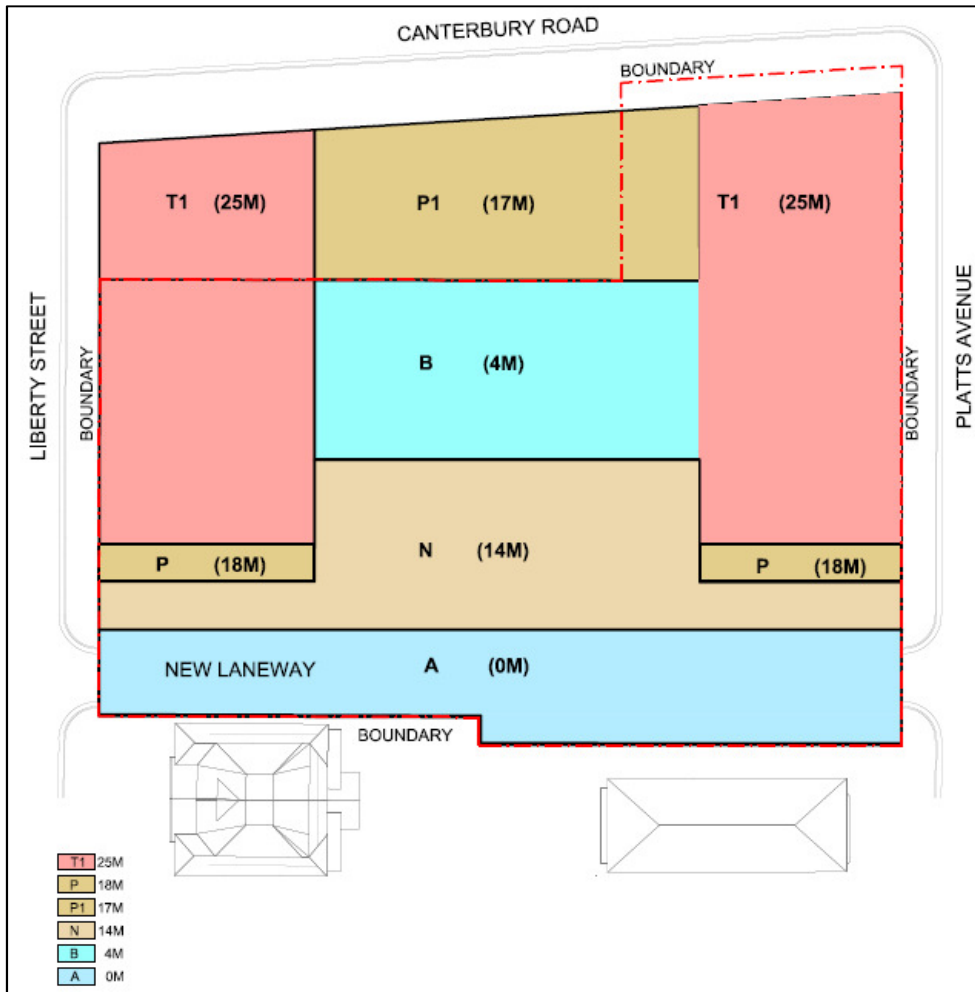 CANTERBURY ROAD
BOUNDARY
T1 (25M)
P1 (17M)
T1 (25M)
LIBERTY STREET
BOUNDARY
B (4M)
BOUNDARY
PLATTS AVENUE
N (14M)
P (18M)
P (18M)
NEW LANEWAY
A (0M)
BOUNDARY
T1 25M
P 18M
P1 17M
N 14M
B 4M
A 0M